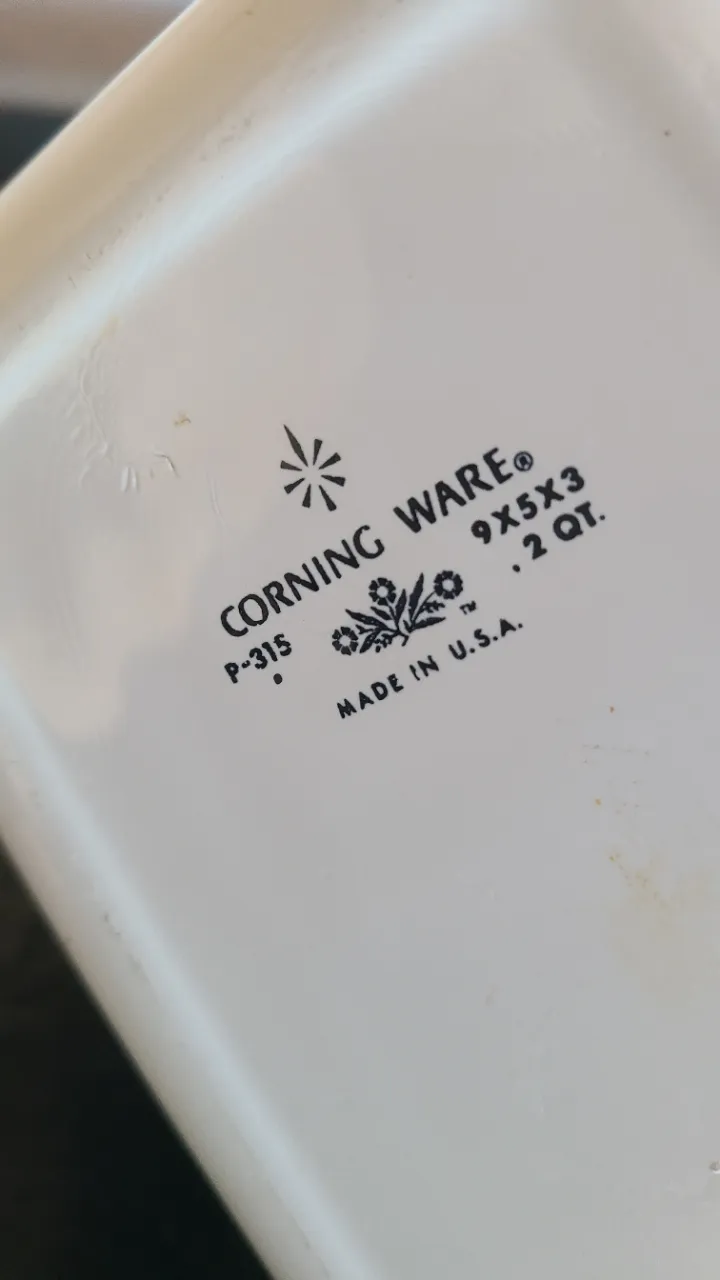 CORNING WARE®
P-315
9X5X3
.2 QT.
TM
MADE IN U.S.A.